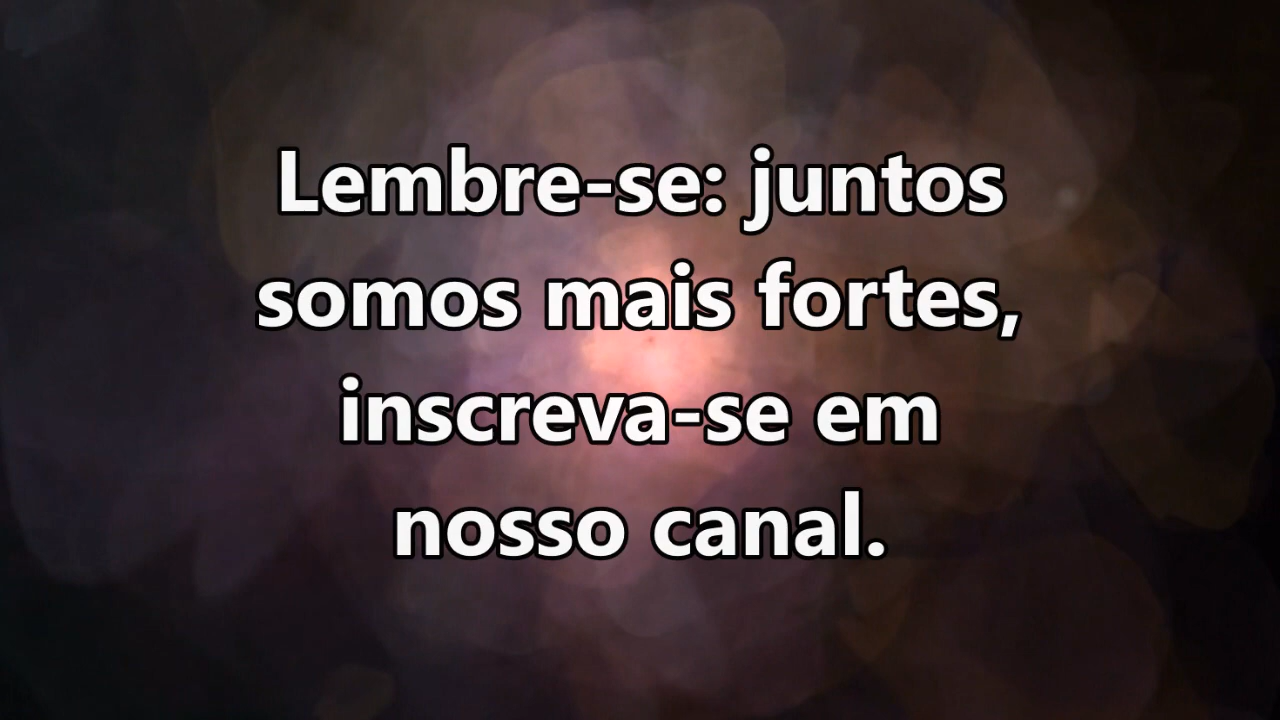 Lembre-se: juntos
somos mais fortes,
inscreva-se em
nosso canal.